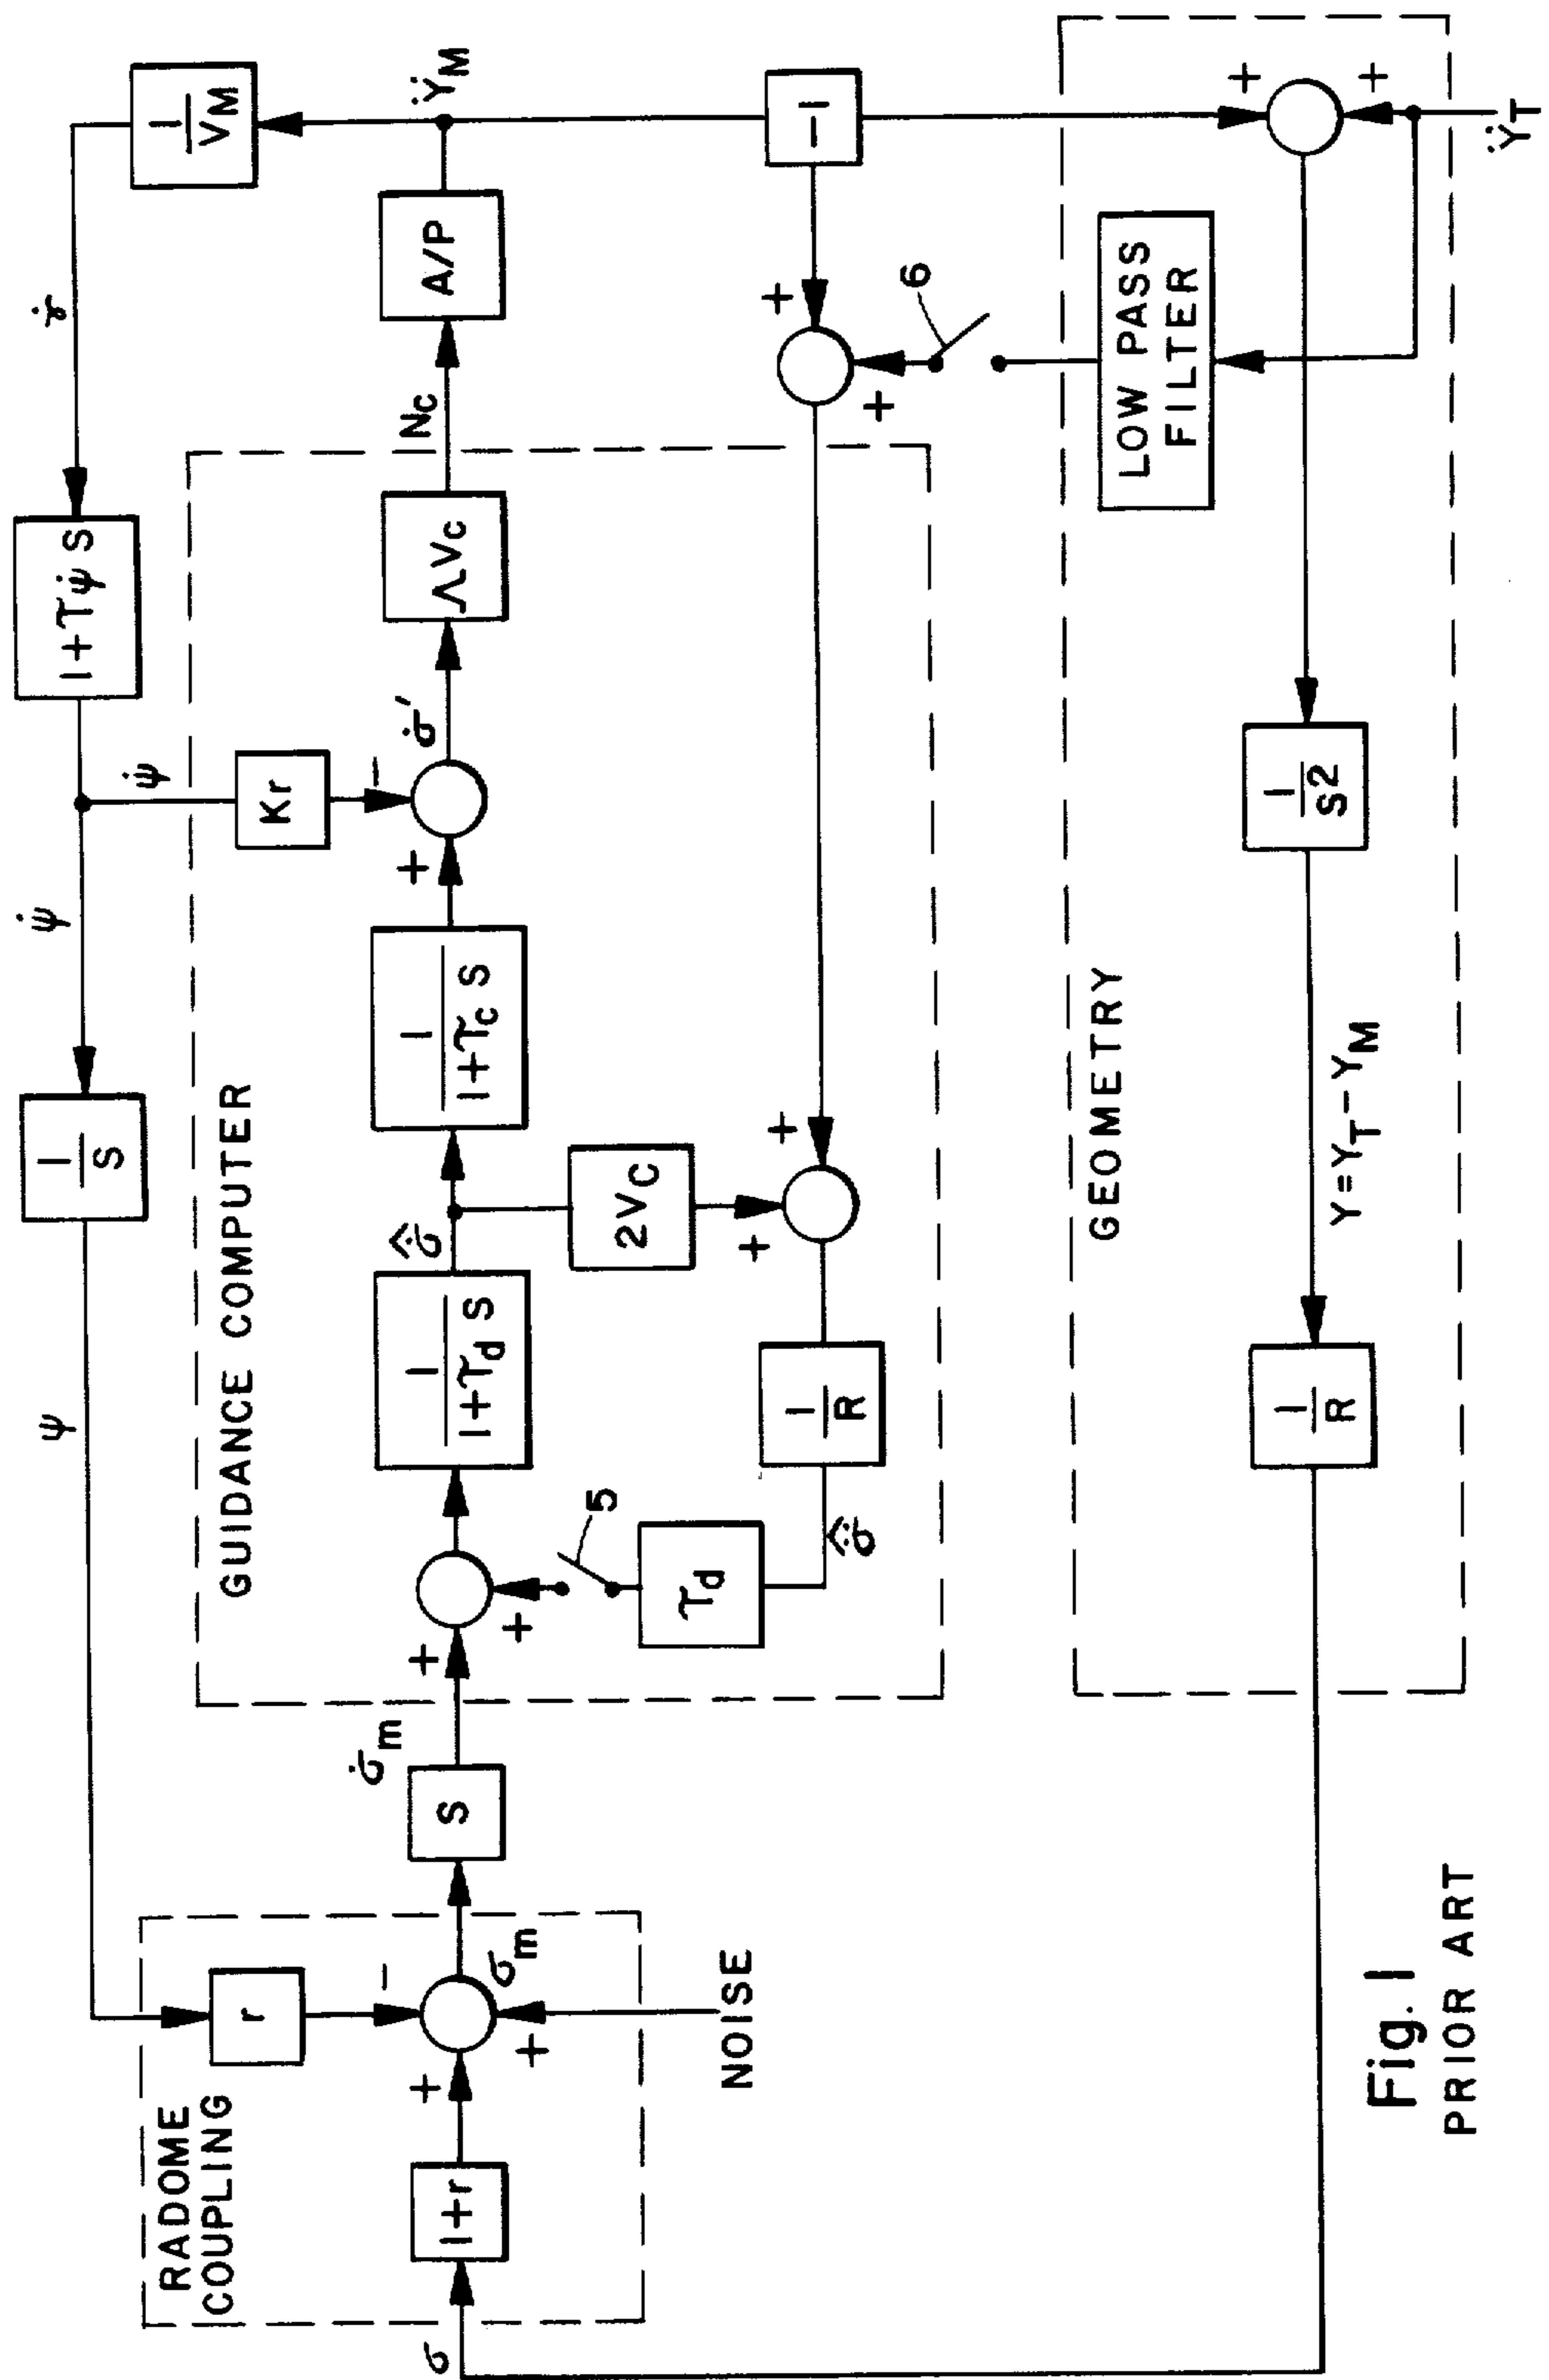 ψ
1/S
ψ̇
ψ̇
1+τψ̇ S
γ̇
1/VM
RADOME
COUPLING
r
σ
+
1+r
+
−
σm
NOISE
S
σ̇m
GUIDANCE COMPUTER
+
+
5
τd
1/(1+τd S)
σ̇̂
1/(1+τc S)
+
−
Kr
σ̇'
ΛVc
Nc
A/P
ŸM
2VC
+
+
1/R
σ̈̂
−1
+
+
6
GEOMETRY
LOW PASS
FILTER
+
+
ŸT
1/S²
Y=YT−YM
1/R
Fig. 1
PRIOR ART